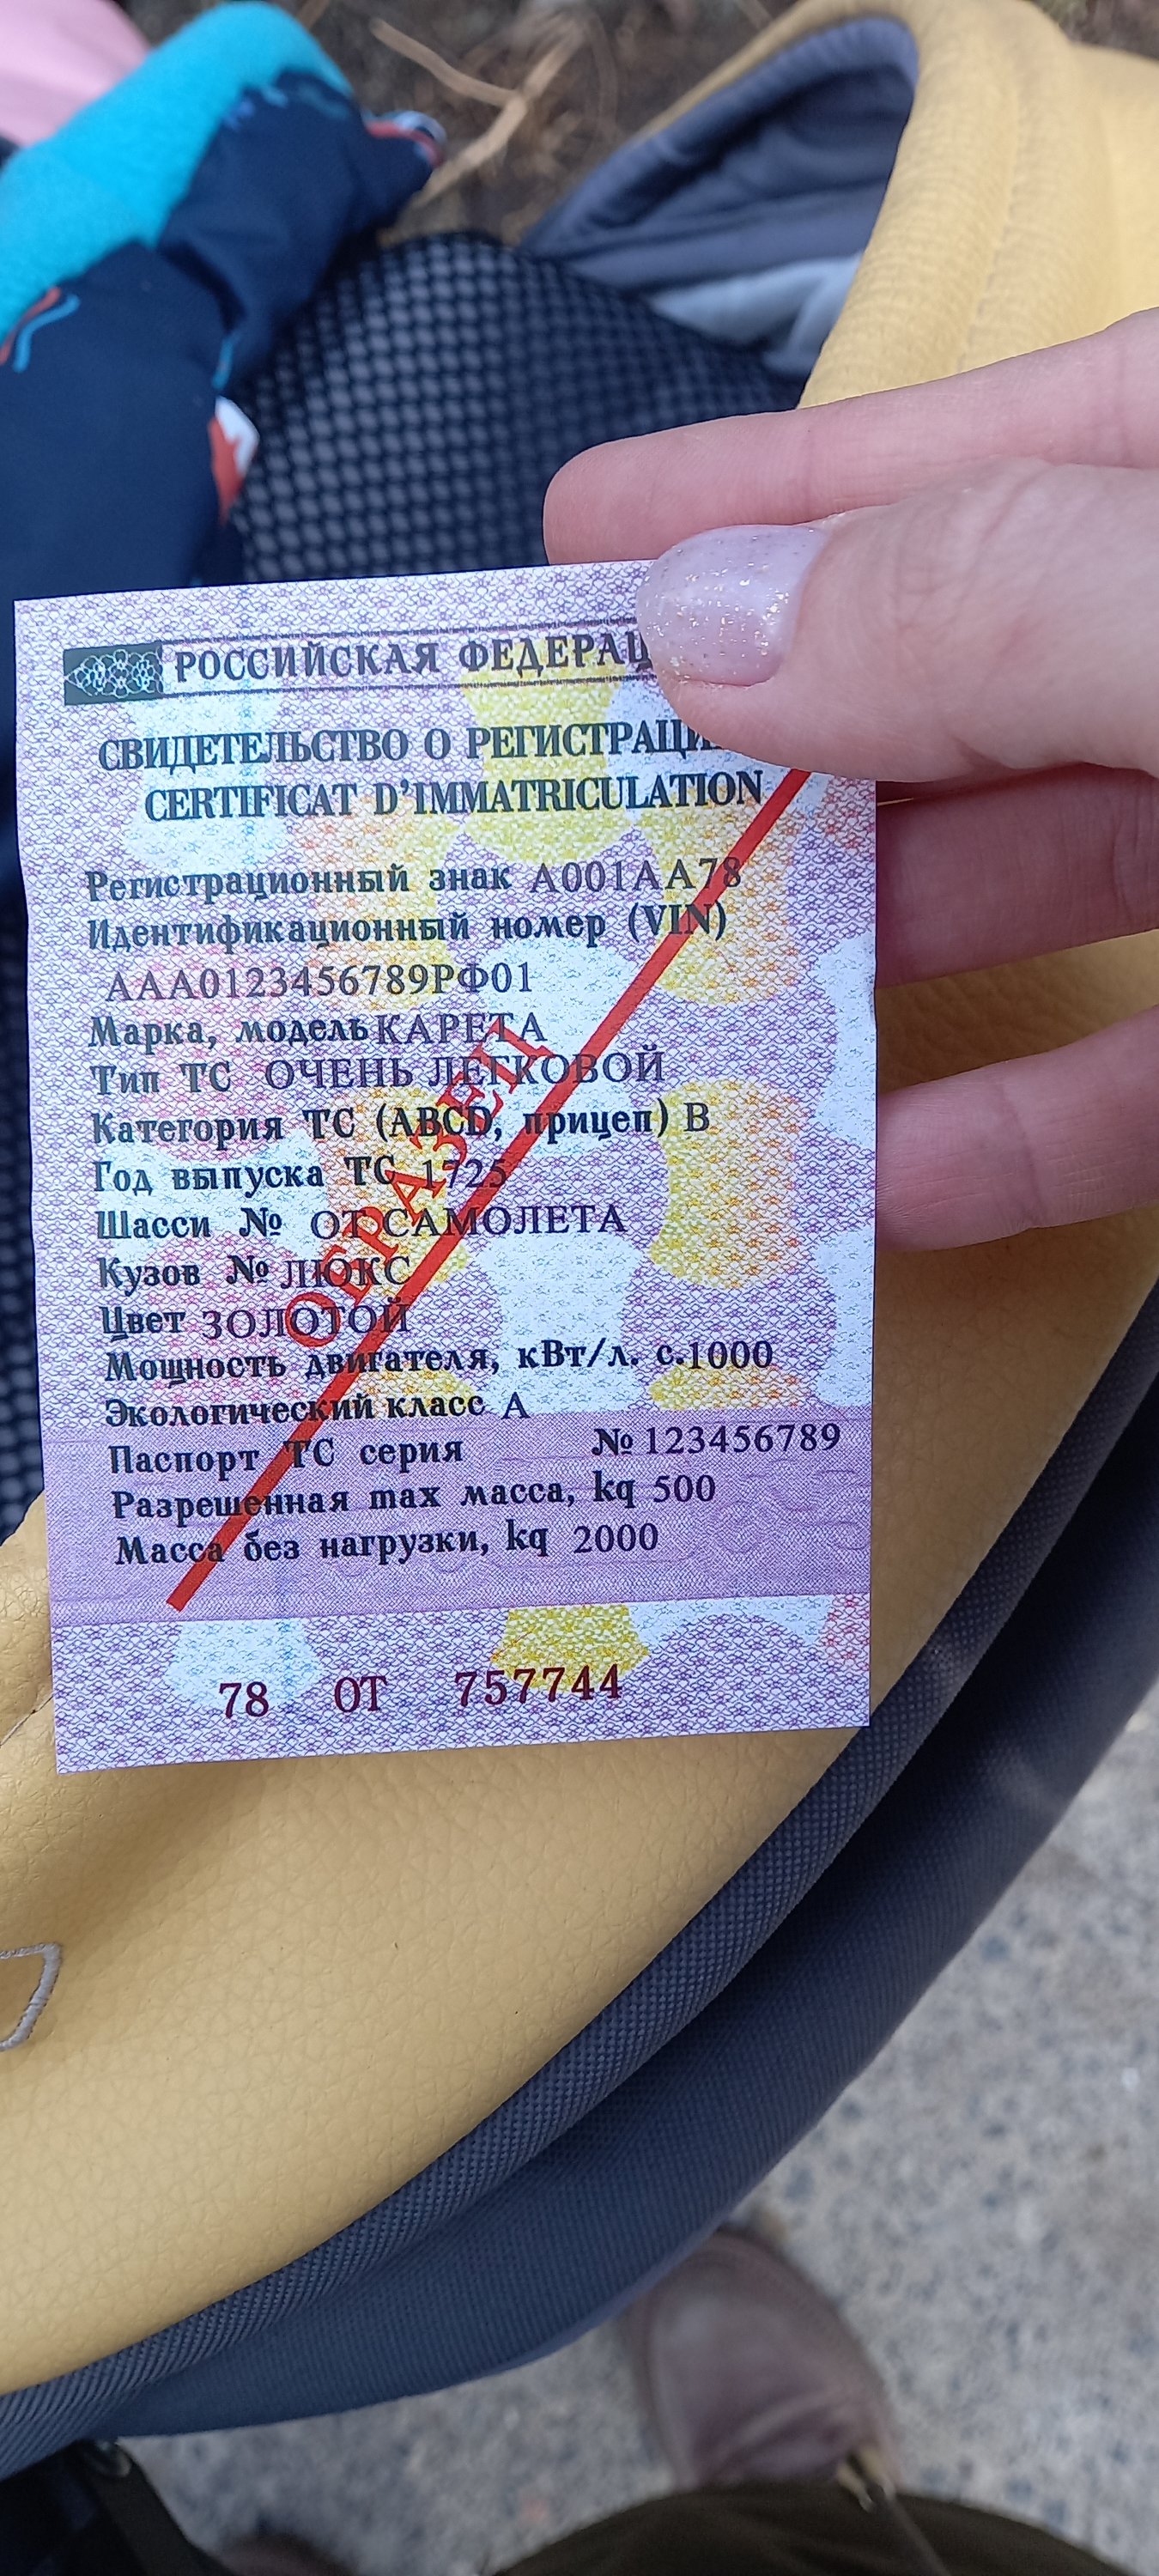 РОССИЙСКАЯ ФЕДЕРАЦ
СВИДЕТЕЛЬСТВО О РЕГИСТРАЦИ
CERTIFICAT D'IMMATRICULATION
Регистрационный знак А001АА78
Идентификационный номер (VIN)
ААА0123456789РФ01
Марка, модель КАРЕТА
Тип ТС ОЧЕНЬ ЛЕГКОВОЙ
Категория ТС (ABCD, прицеп) В
Год выпуска ТС 1725
Шасси № ОТ САМОЛЕТА
Кузов № ЛЮКС
Цвет ЗОЛОТОЙ
Мощность двигателя, кВт/л. с.1000
Экологический класс А
Паспорт ТС серия № 123456789
Разрешенная max масса, kq 500
Масса без нагрузки, kq 2000
ОБРАЗЕЦ
78 ОТ 757744